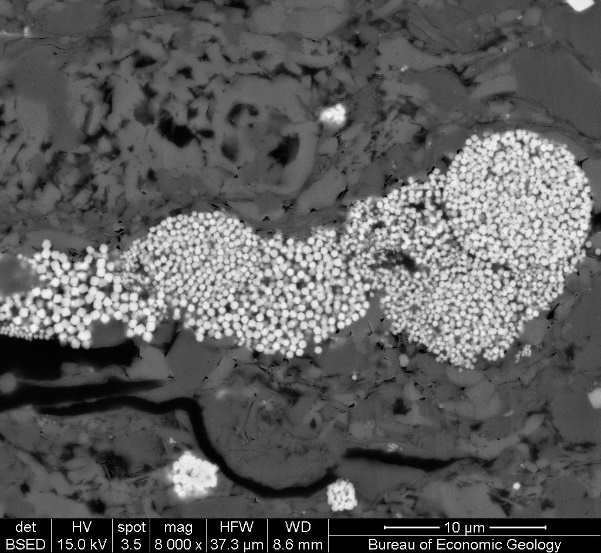 det HV spot mag HFW WD 10 µm
BSED 15.0 kV 3.5 8 000 x 37.3 µm 8.6 mm Bureau of Economic Geology